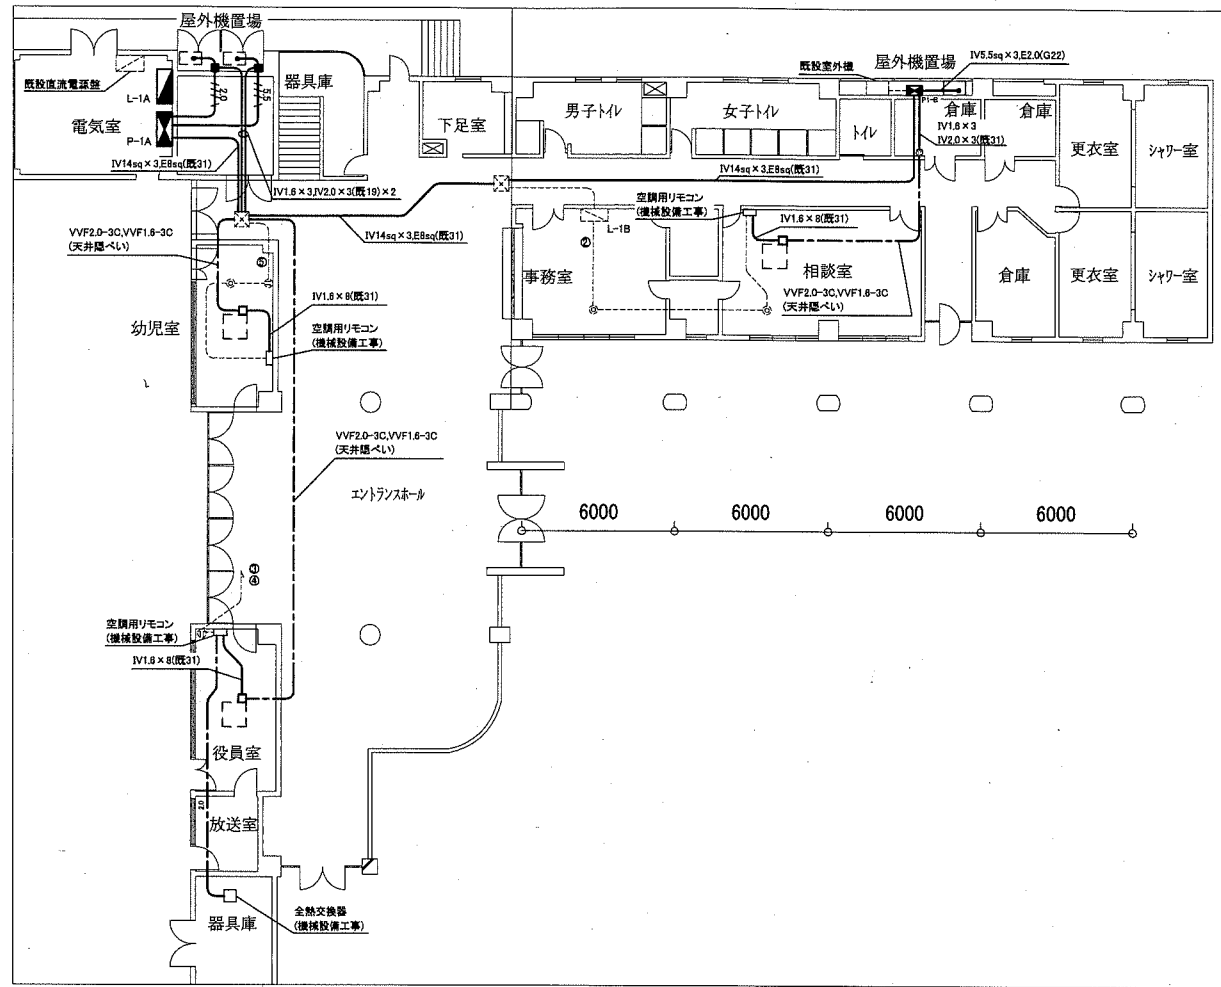 屋外機置場
既設直流電源盤
L-1A
電気室
P-1A
2.0
5.5
器具庫
下足室
男子トイレ
女子トイレ
トイレ
既設室外機
屋外機置場
IV5.5sq×3,E2.0(G22)
P1-B
倉庫
倉庫
IV1.6×3
IV2.0×3(既31)
更衣室
シャワー室
IV14sq×3,E8sq(既31)
IV1.6×3,IV2.0×3(既19)×2
IV14sq×3,E8sq(既31)
IV14sq×3,E8sq(既31)
VVF2.0-3C,VVF1.6-3C
(天井隠ぺい)
⑤
空調用リモコン
(機械設備工事)
L-1B
②
IV1.6×8(既31)
事務室
相談室
VVF2.0-3C,VVF1.6-3C
(天井隠ぺい)
倉庫
更衣室
シャワー室
幼児室
IV1.6×8(既31)
空調用リモコン
(機械設備工事)
VVF2.0-3C,VVF1.6-3C
(天井隠ぺい)
エントランスホール
6000
6000
6000
6000
③
④
空調用リモコン
(機械設備工事)
IV1.6×8(既31)
役員室
2.0
放送室
器具庫
全熱交換器
(機械設備工事)